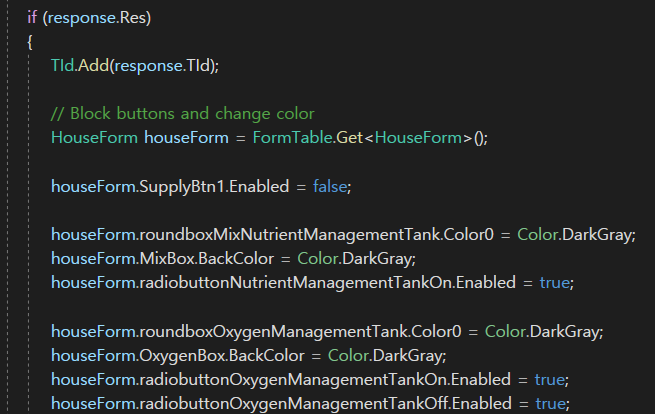 if (response.Res)
{
TId.Add(response.TId);
// Block buttons and change color
HouseForm houseForm = FormTable.Get<HouseForm>();
houseForm.SupplyBtn1.Enabled = false;
houseForm.roundboxMixNutrientManagementTank.Color0 = Color.DarkGray;
houseForm.MixBox.BackColor = Color.DarkGray;
houseForm.radiobuttonNutrientManagementTankOn.Enabled = true;
houseForm.roundboxOxygenManagementTank.Color0 = Color.DarkGray;
houseForm.OxygenBox.BackColor = Color.DarkGray;
houseForm.radiobuttonOxygenManagementTankOn.Enabled = true;
houseForm.radiobuttonOxygenManagementTankOff.Enabled = true;